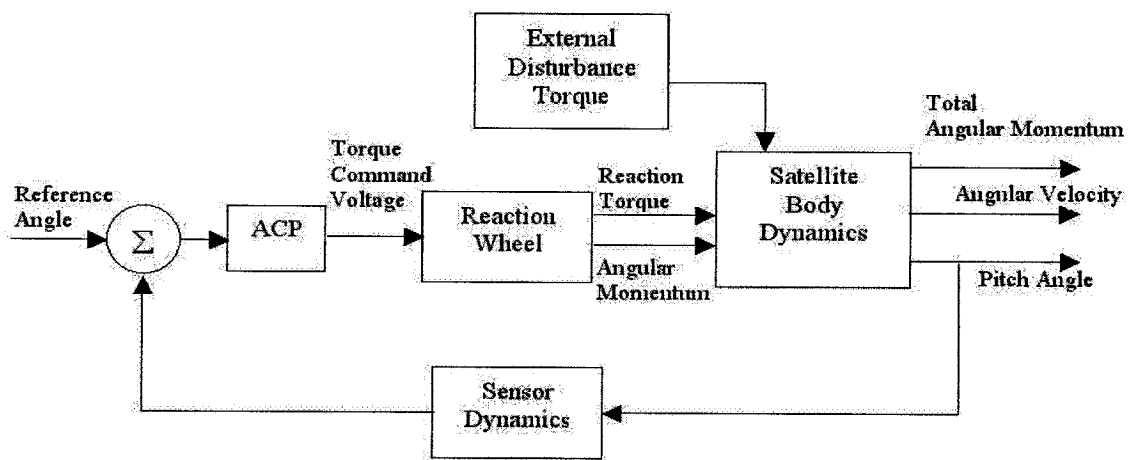 External
Disturbance
Torque
Total
Angular Momentum
Torque
Command
Voltage
Reaction
Torque
Satellite
Body
Dynamics
Angular Velocity
Reference
Angle
Σ
ACP
Reaction
Wheel
Angular
Momentum
Pitch Angle
Sensor
Dynamics